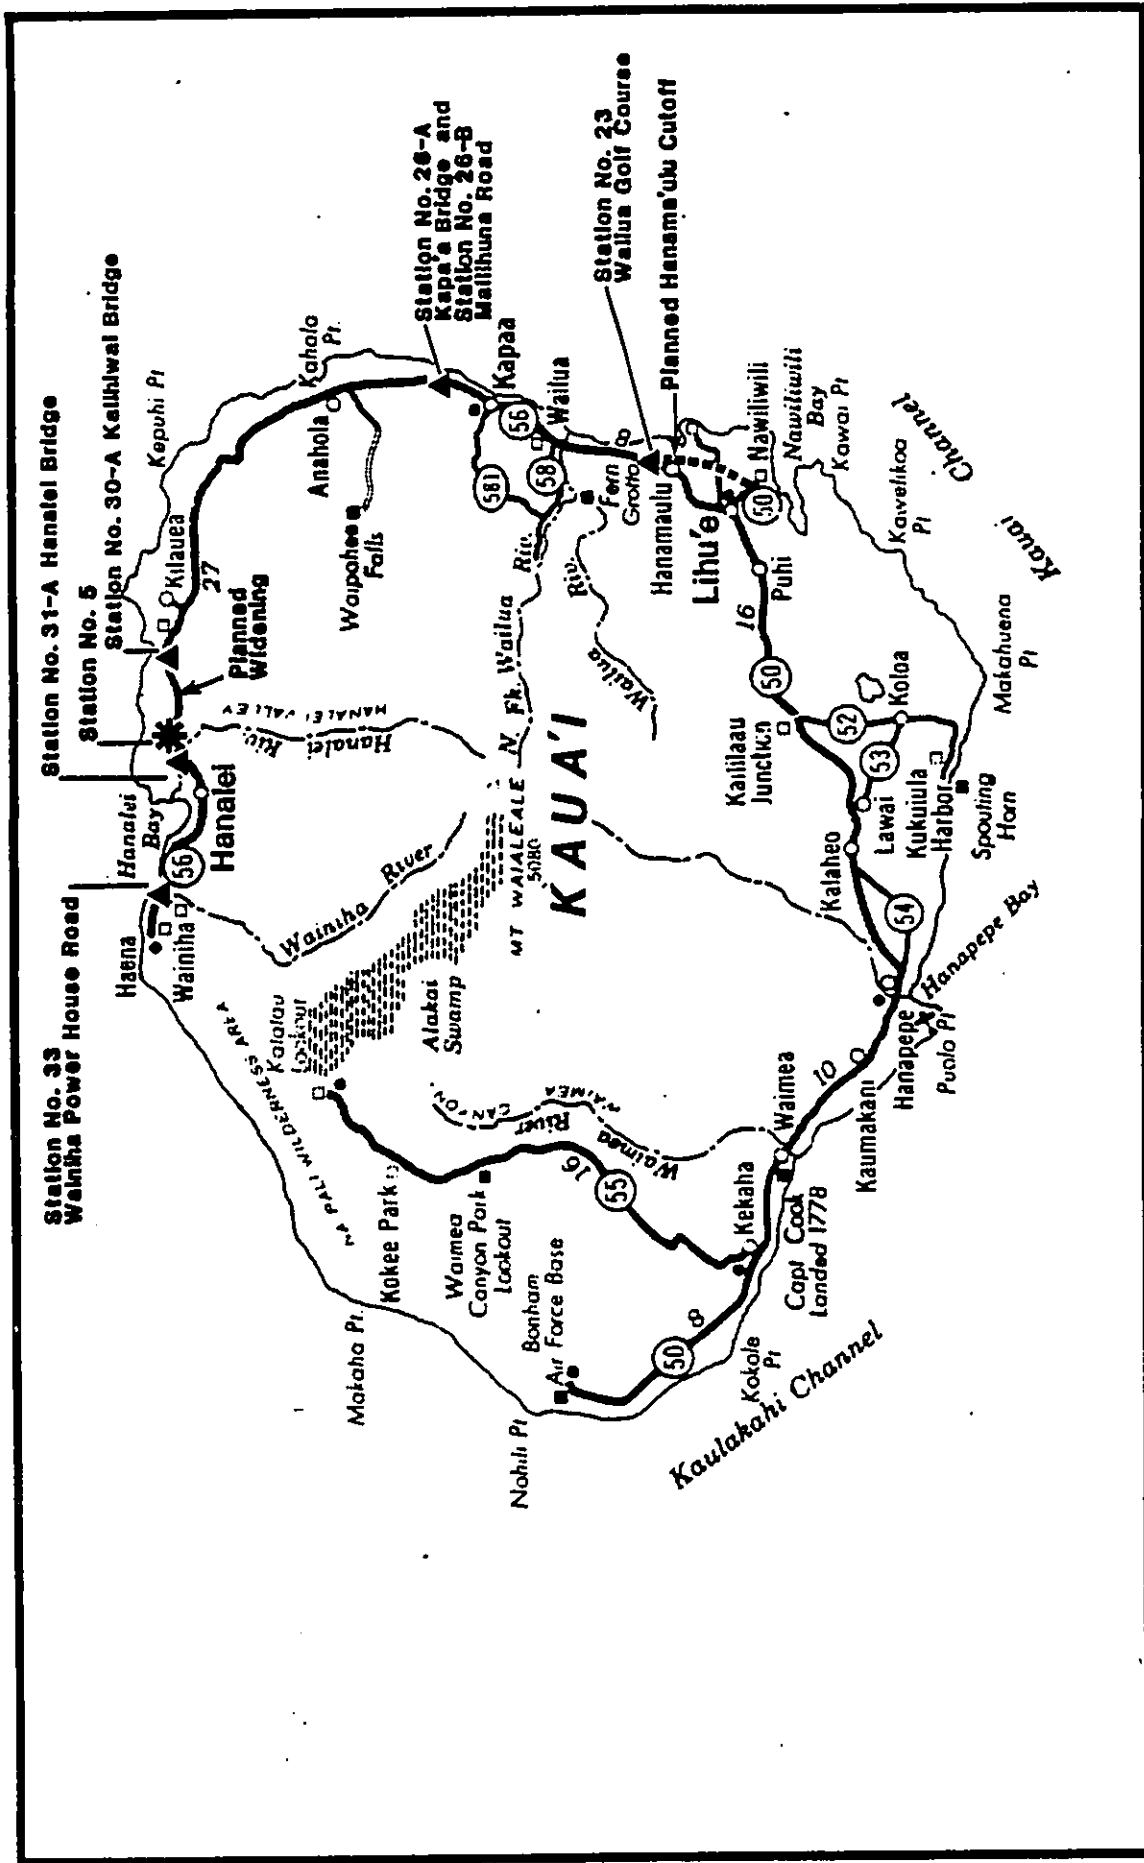 Station No. 33
Wainiha Power House Road
Station No. 31-A Hanalei Bridge
Station No. 5
Station No. 30-A Kalihiwai Bridge
Haena
Wainiha
Hanalei
Bay
56
Hanalei
Planned
Widening
Kilauea
27
Kepuhi Pt
Hanalei
Riv.
HANALEI VALLEY
Wainiha River
NA PALI WILDERNESS AREA
Kalalau
Lookout
Alakai
Swamp
MT WAIALEALE
5080
KAUA'I
Anahola
Kahala
Pt.
Waipahee
Falls
Station No. 26-A
Kapa'a Bridge and
Station No. 26-B
Mailihuna Road
Kapaa
56
581
58
Wailua
Fern
Grotto
N. Fk. Wailua Riv.
Wailua
Riv.
Station No. 23
Wailua Golf Course
Planned Hanama'ulu Cutoff
Hanamaulu
Lihu'e
50
Nawiliwili
Nawiliwili
Bay
Kawai Pt
Puhi
16
50
Kawelikoa
Pt
Kauai Channel
Makaha Pt.
Kokee Park
Waimea
Canyon Park
Lookout
Bonham
Air Force Base
Nohili Pt
WAIMEA
CANYON
Waimea River
16
55
50
8
Kekaha
Kokole
Pt
Kaulakahi Channel
Capt Cook
Landed 1778
Waimea
10
Kaumakani
Hanapepe
Puolo Pt
Hanapepe Bay
54
Kalaheo
Kalilaau
Junction
52
53
Koloa
Lawai
Kukuiula
Harbor
Spouting
Horn
Makahuena
Pt